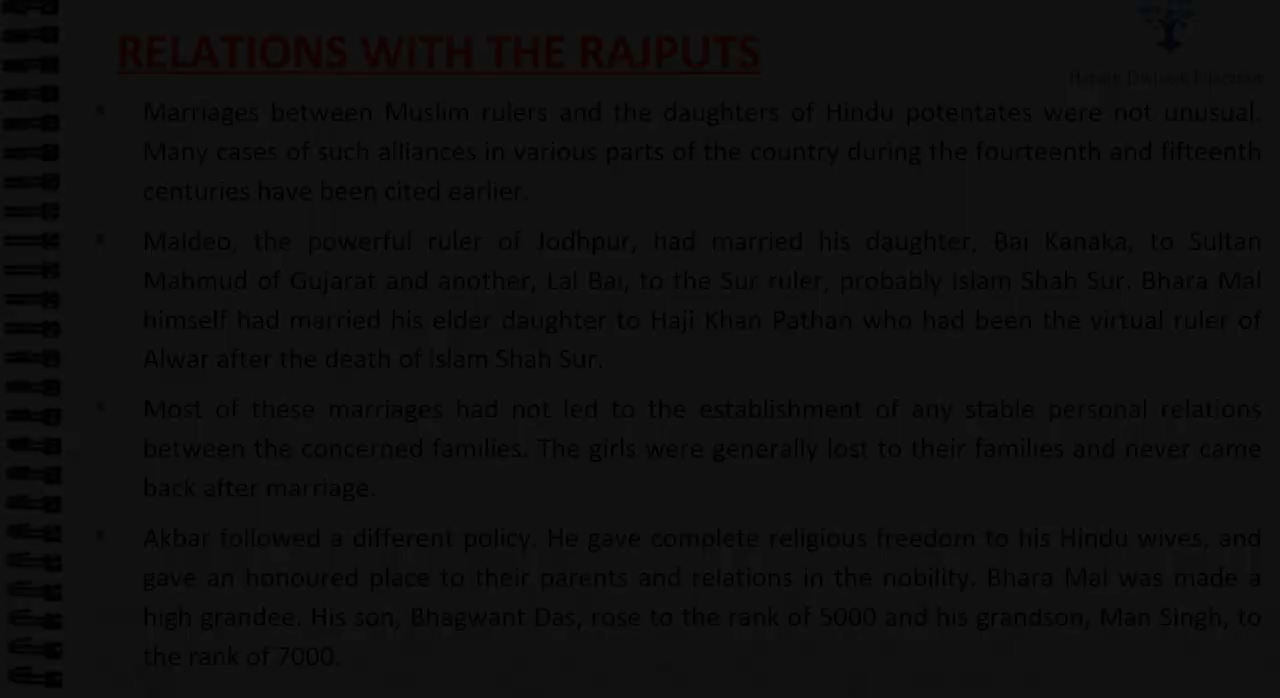 RELATIONS WITH THE RAJPUTS
Marriages between Muslim rulers and the daughters of Hindu potentates were not unusual.
Many cases of such alliances in various parts of the country during the fourteenth and fifteenth
centuries have been cited earlier.
Maldeo, the powerful ruler of Jodhpur, had married his daughter, Bai Kanaka, to Sultan
Mahmud of Gujarat and another, Lal Bai, to the Sur ruler, probably Islam Shah Sur. Bhara Mal
himself had married his elder daughter to Haji Khan Pathan who had been the virtual ruler of
Alwar after the death of Islam Shah Sur.
Most of these marriages had not led to the establishment of any stable personal relations
between the concerned families. The girls were generally lost to their families and never came
back after marriage.
Akbar followed a different policy. He gave complete religious freedom to his Hindu wives, and
gave an honoured place to their parents and relations in the nobility. Bhara Mal was made a
high grandee. His son, Bhagwant Das, rose to the rank of 5000 and his grandson, Man Singh, to
the rank of 7000.